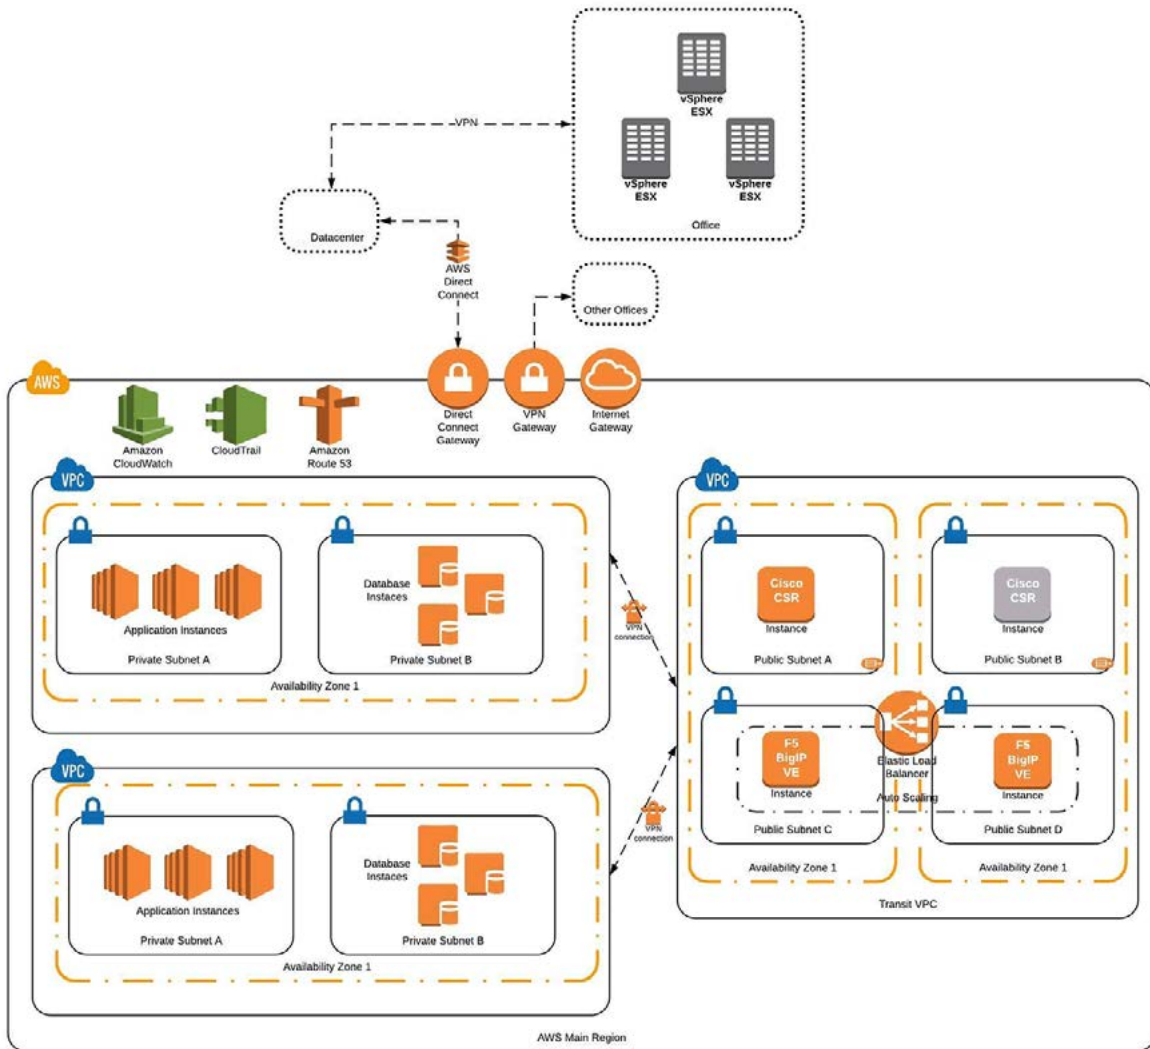 vSphere
ESX
VPN
vSphere
ESX
vSphere
ESX
Office
Datacenter
AWS
Direct
Connect
Other Offices
AWS
Direct
Connect
Gateway
VPN
Gateway
Internet
Gateway
Amazon
CloudWatch
CloudTrail
Amazon
Route 53
VPC
Application Instances
Private Subnet A
Database
Instaces
Private Subnet B
Availability Zone 1
VPN
connection
VPC
Cisco
CSR
Instance
Public Subnet A
Cisco
CSR
Instance
Public Subnet B
F5
BigIP
VE
Instance
Public Subnet C
Elastic Load
Balancer
Auto Scaling
F5
BigIP
VE
Instance
Public Subnet D
Availability Zone 1
Availability Zone 1
Transit VPC
VPC
Application Instances
Private Subnet A
Database
Instaces
Private Subnet B
Availability Zone 1
VPN
connection
AWS Main Region